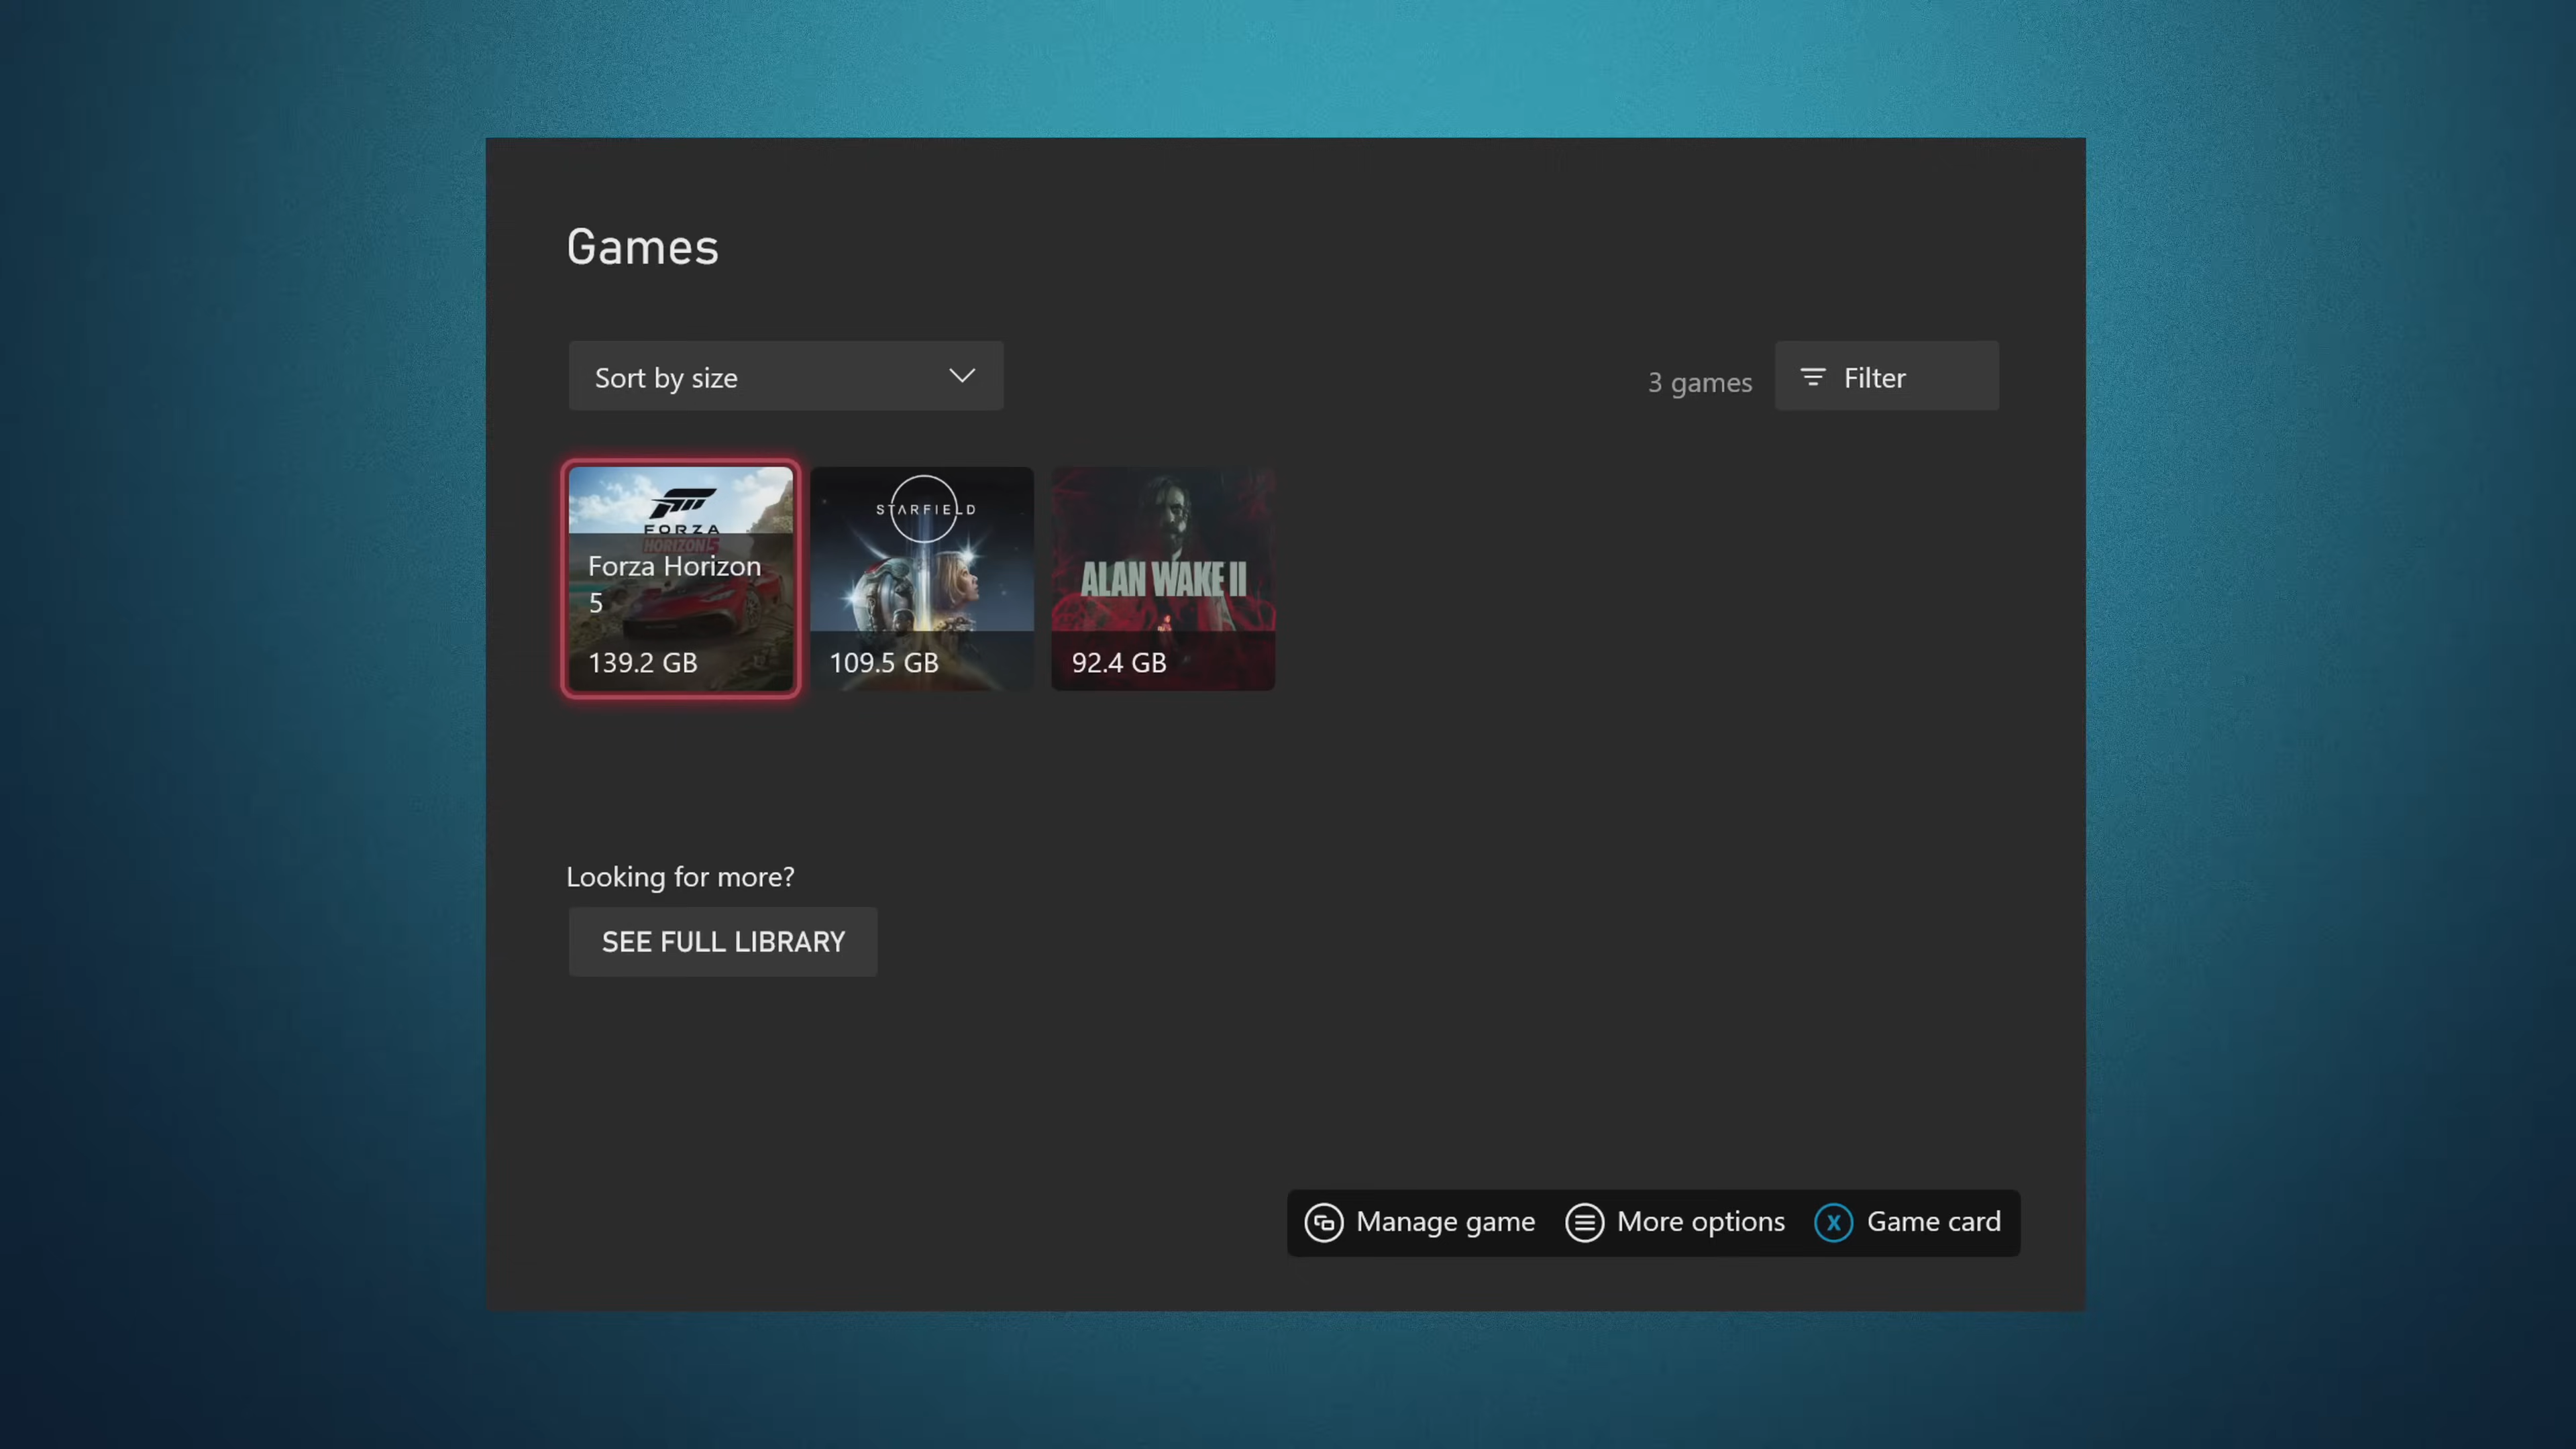 Games
Sort by size
3 games
Filter
FORZA
HORIZON 5
Forza Horizon
5
139.2 GB
STARFIELD
109.5 GB
ALAN WAKE II
92.4 GB
Looking for more?
SEE FULL LIBRARY
Manage game
More options
X
Game card